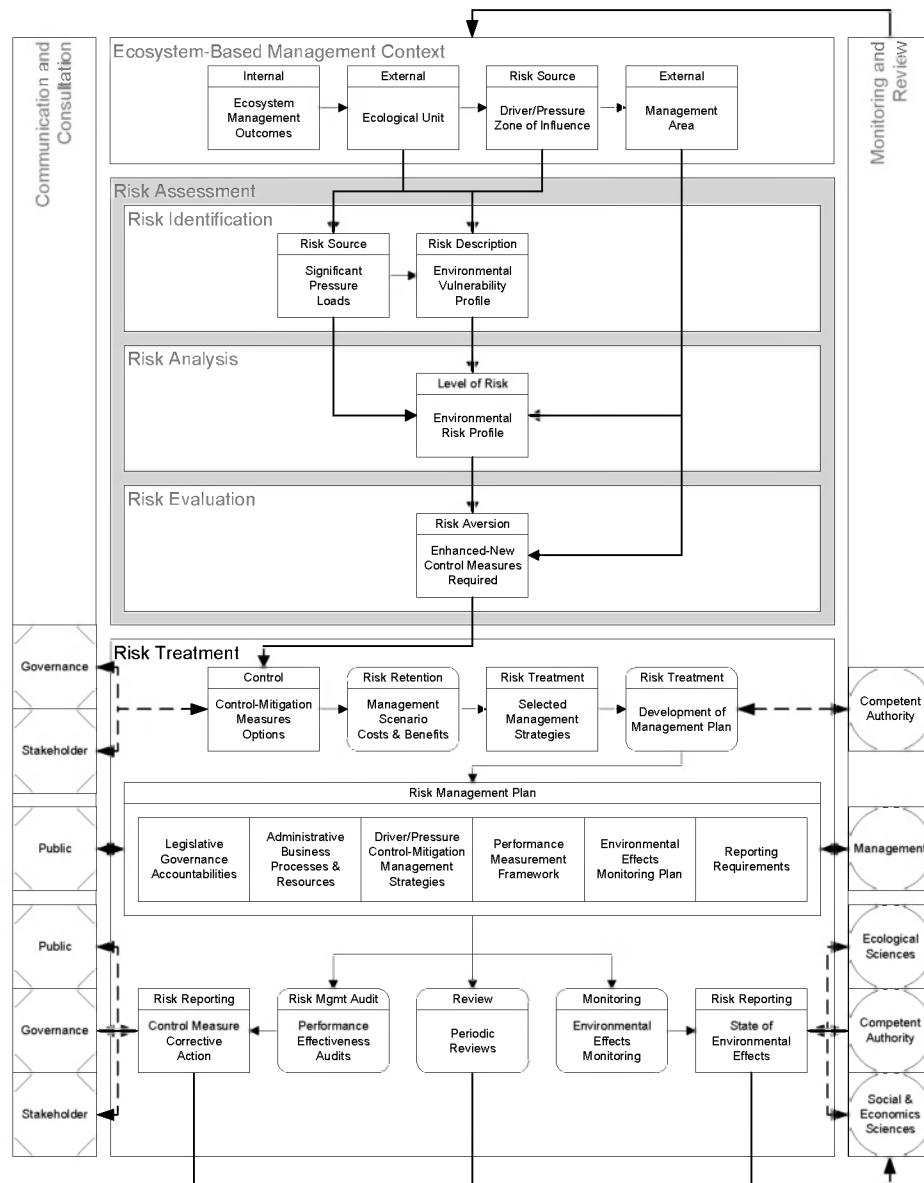 Communication and
Consultation
Ecosystem-Based Management Context
Internal
Ecosystem
Management
Outcomes
External
Ecological Unit
Risk Source
Driver/Pressure
Zone of Influence
External
Management
Area
Monitoring and
Review
Risk Assessment
Risk Identification
Risk Source
Significant
Pressure
Loads
Risk Description
Environmental
Vulnerability
Profile
Risk Analysis
Level of Risk
Environmental
Risk Profile
Risk Evaluation
Risk Aversion
Enhanced-New
Control Measures
Required
Risk Treatment
Governance
Stakeholder
Control
Control-Mitigation
Measures
Options
Risk Retention
Management
Scenario
Costs & Benefits
Risk Treatment
Selected
Management
Strategies
Risk Treatment
Development of
Management Plan
Competent
Authority
Risk Management Plan
Public
Legislative
Governance
Accountabilities
Administrative
Business
Processes &
Resources
Driver/Pressure
Control-Mitigation
Management
Strategies
Performance
Measurement
Framework
Environmental
Effects
Monitoring Plan
Reporting
Requirements
Management
Public
Governance
Stakeholder
Risk Reporting
Control Measure
Corrective
Action
Risk Mgmt Audit
Performance
Effectiveness
Audits
Review
Periodic
Reviews
Monitoring
Environmental
Effects
Monitoring
Risk Reporting
State of
Environmental
Effects
Ecological
Sciences
Competent
Authority
Social &
Economics
Sciences